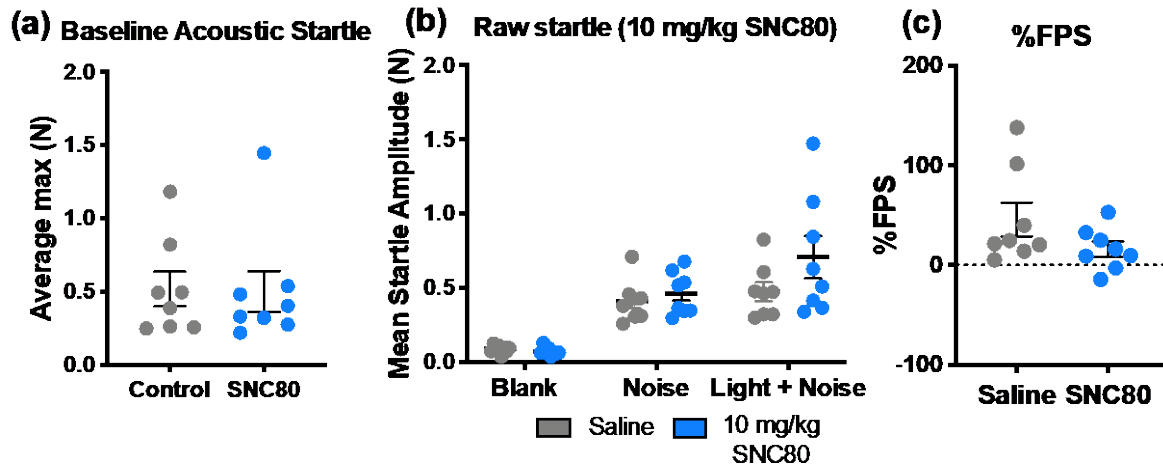 (a) Baseline Acoustic Startle
Average max (N)
2.0
1.5
1.0
0.5
0.0
Control SNC80
(b) Raw startle (10 mg/kg SNC80)
Mean Startle Amplitude (N)
2.0
1.5
1.0
0.5
0.0
Blank Noise Light + Noise
Saline
10 mg/kg
SNC80
(c)
%FPS
%FPS
200
100
0
-100
Saline SNC80